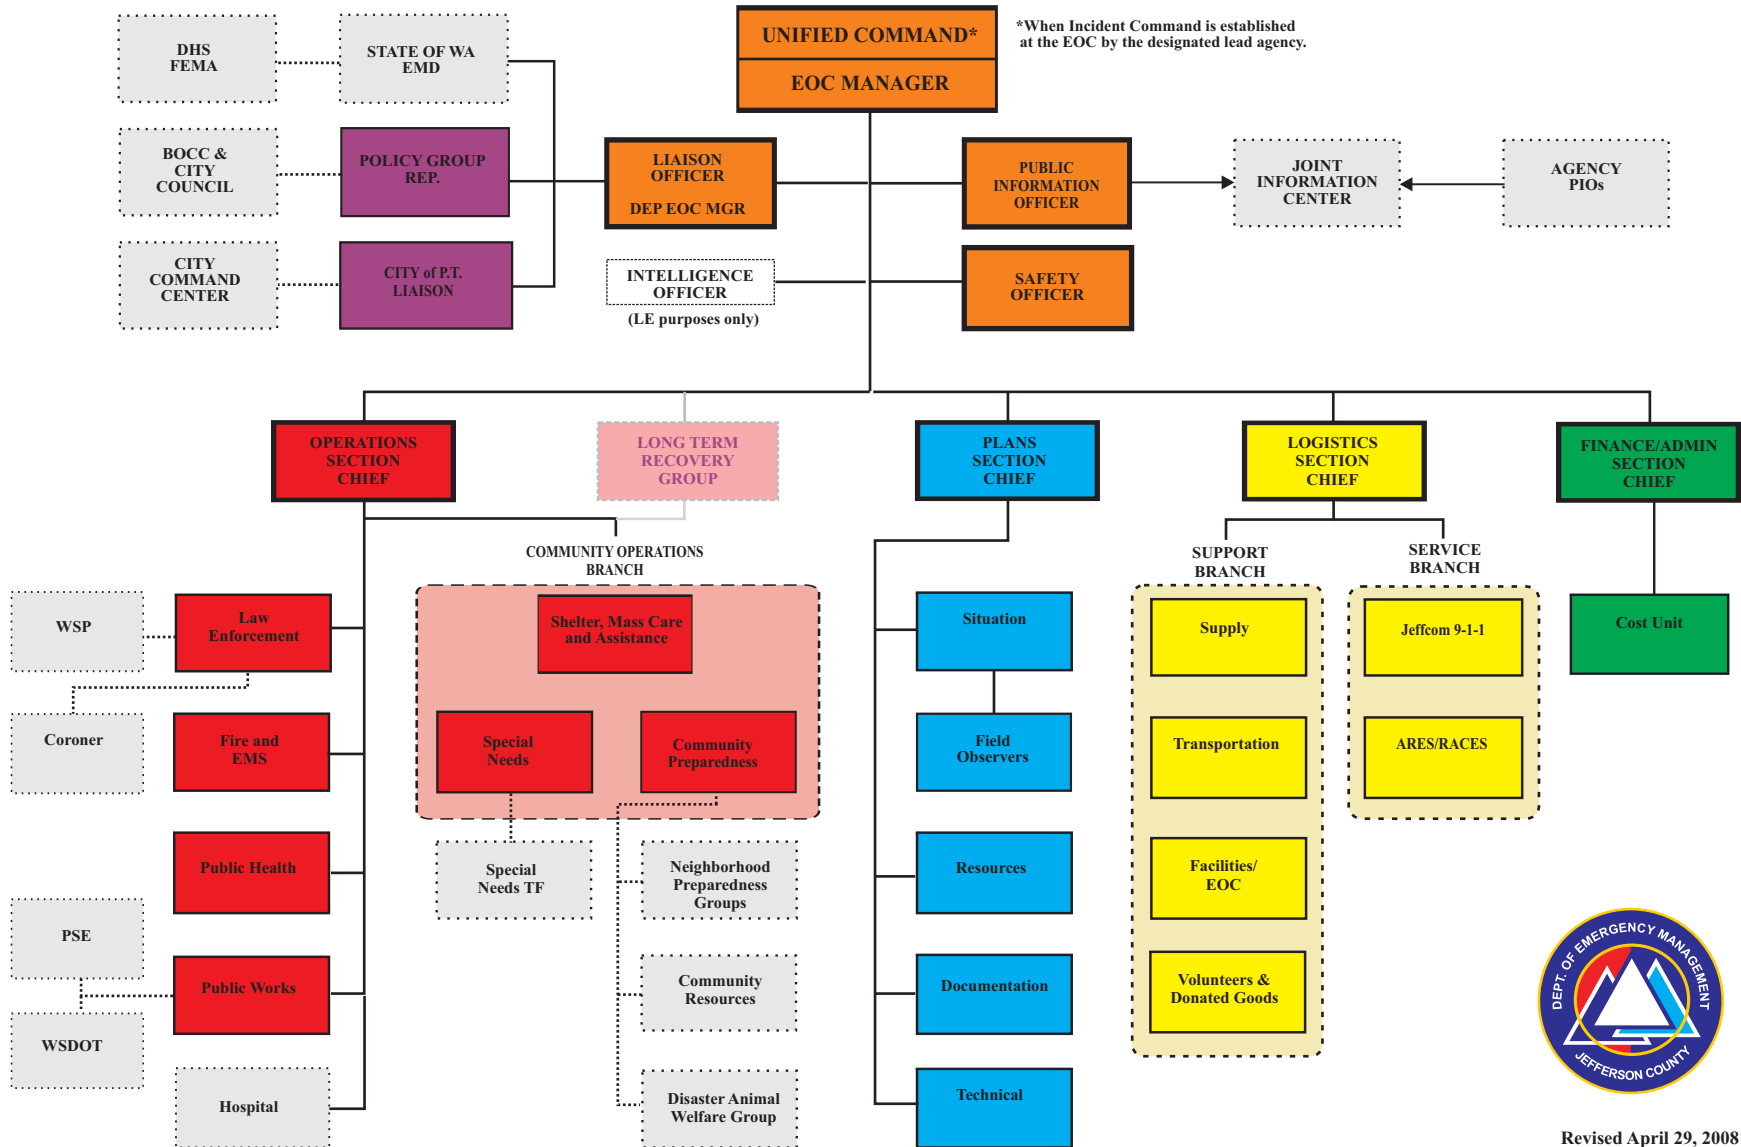 UNIFIED COMMAND*
EOC MANAGER
*When Incident Command is established
at the EOC by the designated lead agency.
DHS
FEMA
STATE OF WA
EMD
BOCC &
CITY
COUNCIL
POLICY GROUP
REP.
LIAISON
OFFICER
DEP EOC MGR
PUBLIC
INFORMATION
OFFICER
JOINT
INFORMATION
CENTER
AGENCY
PIOs
CITY
COMMAND
CENTER
CITY of P.T.
LIAISON
INTELLIGENCE
OFFICER
(LE purposes only)
SAFETY
OFFICER
OPERATIONS
SECTION
CHIEF
LONG TERM
RECOVERY
GROUP
PLANS
SECTION
CHIEF
LOGISTICS
SECTION
CHIEF
FINANCE/ADMIN
SECTION
CHIEF
COMMUNITY OPERATIONS
BRANCH
SUPPORT
BRANCH
SERVICE
BRANCH
WSP
Law
Enforcement
Shelter, Mass Care
and Assistance
Situation
Supply
Jeffcom 9-1-1
Cost Unit
Coroner
Fire and
EMS
Special
Needs
Community
Preparedness
Field
Observers
Transportation
ARES/RACES
Public Health
Special
Needs TF
Neighborhood
Preparedness
Groups
Resources
Facilities/
EOC
PSE
Public Works
WSDOT
Community
Resources
Documentation
Volunteers &
Donated Goods
Hospital
Disaster Animal
Welfare Group
Technical
DEPT. OF EMERGENCY MANAGEMENT
JEFFERSON COUNTY
Revised April 29, 2008